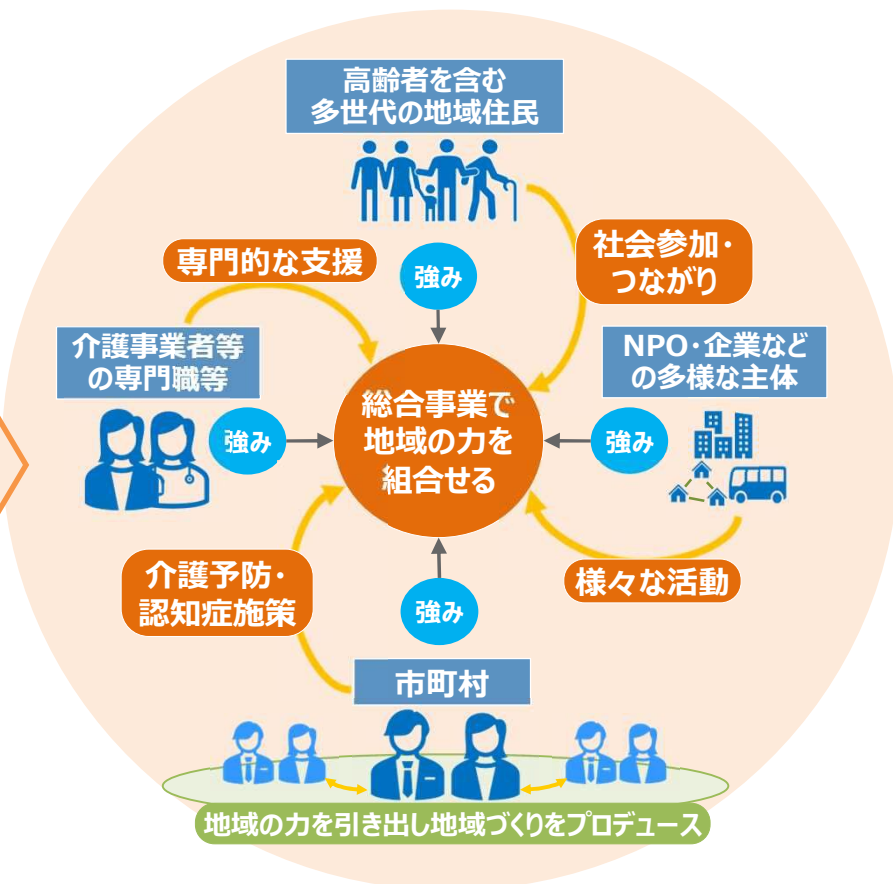 高齢者を含む
多世代の地域住民
専門的な支援
強み
社会参加・
つながり
介護事業者等
の専門職等
NPO・企業など
の多様な主体
強み
総合事業で
地域の力を
組合せる
強み
介護予防・
認知症施策
強み
様々な活動
市町村
地域の力を引き出し地域づくりをプロデュース